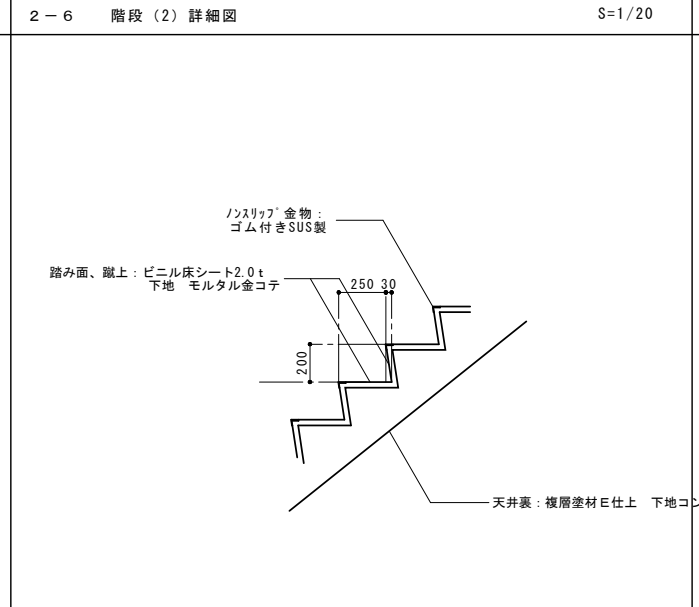 2－6　階段（2）詳細図　S=1/20
ﾉﾝｽﾘｯﾌﾟ金物：
ゴム付きSUS製
踏み面、蹴上：ビニル床シート2.0ｔ
下地　モルタル金コテ
250 30
200
天井裏：複層塗材Ｅ仕上　下地コン